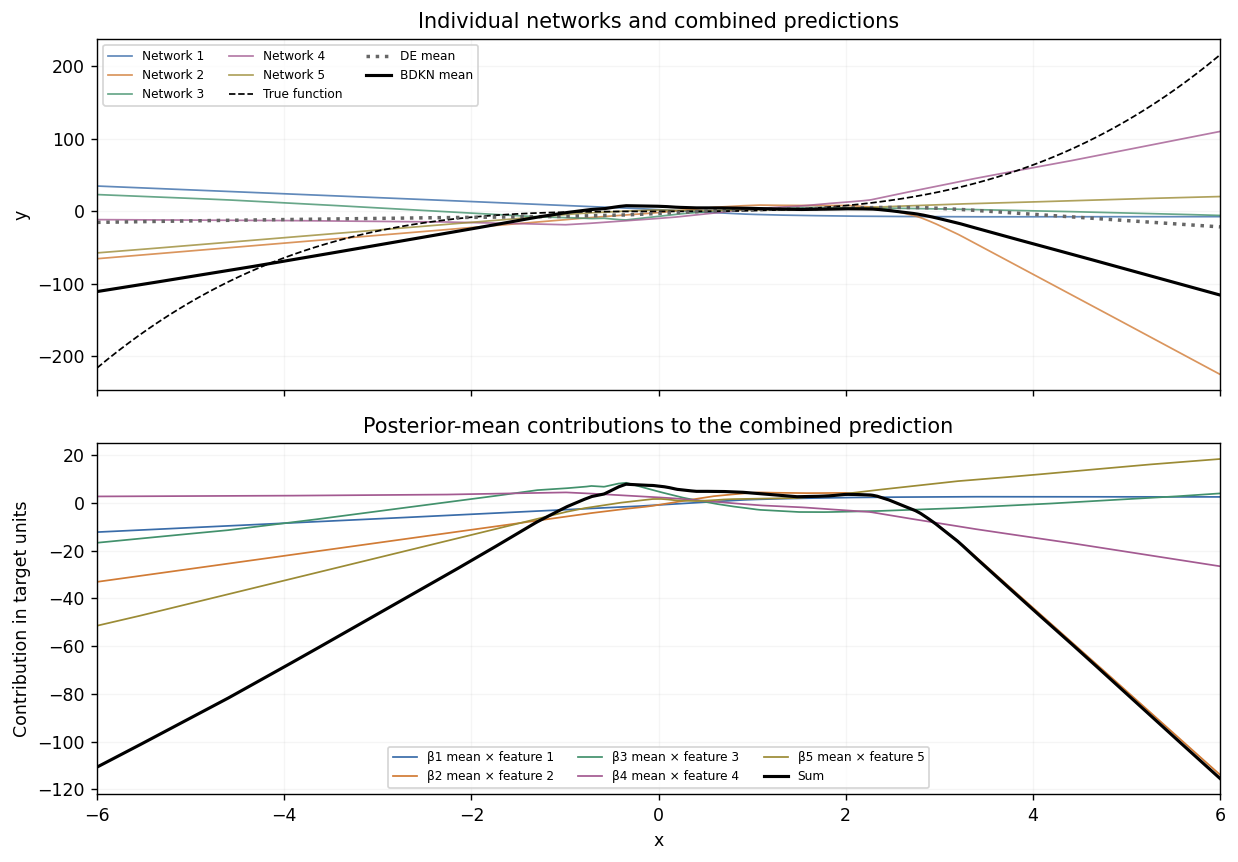 Individual networks and combined predictions
Network 1
Network 2
Network 3
Network 4
Network 5
True function
DE mean
BDKN mean
y
200
100
0
−100
−200
Posterior-mean contributions to the combined prediction
Contribution in target units
20
0
−20
−40
−60
−80
−100
−120
β1 mean × feature 1
β2 mean × feature 2
β3 mean × feature 3
β4 mean × feature 4
β5 mean × feature 5
Sum
−6
−4
−2
0
2
4
6
x